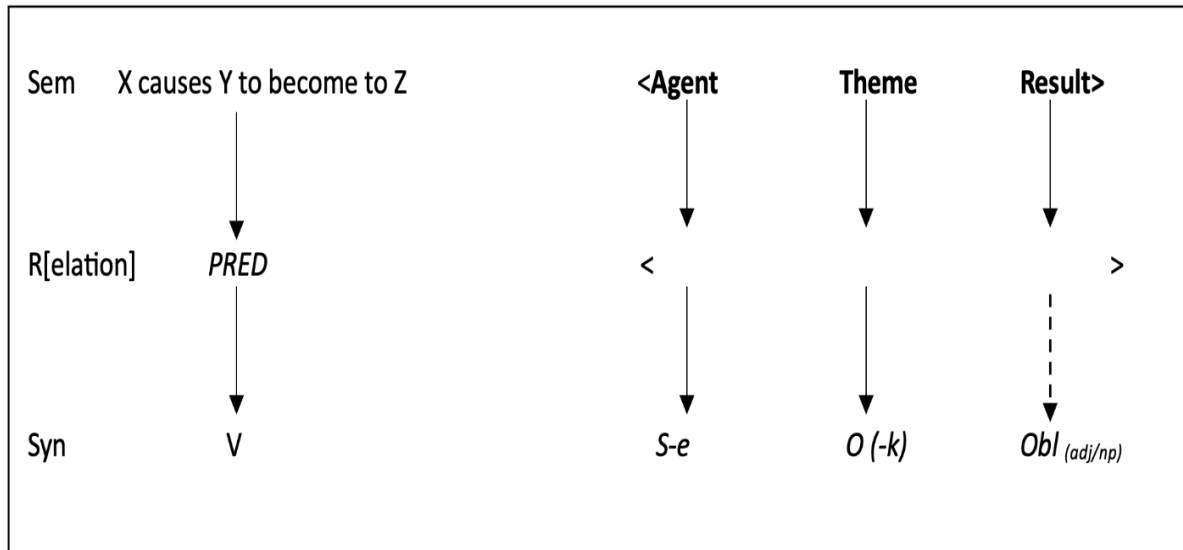 Sem X causes Y to become to Z <Agent Theme Result>
R[elation] PRED < >
Syn V S-e O (-k) Obl (adj/np)